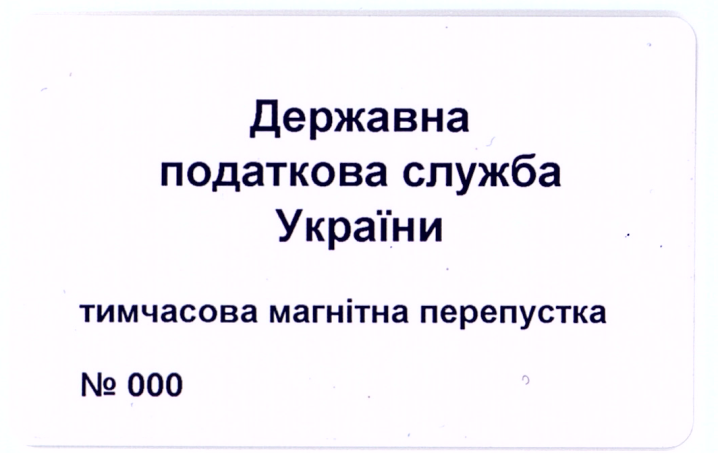 Державна
податкова служба
України
тимчасова магнітна перепустка
№ 000